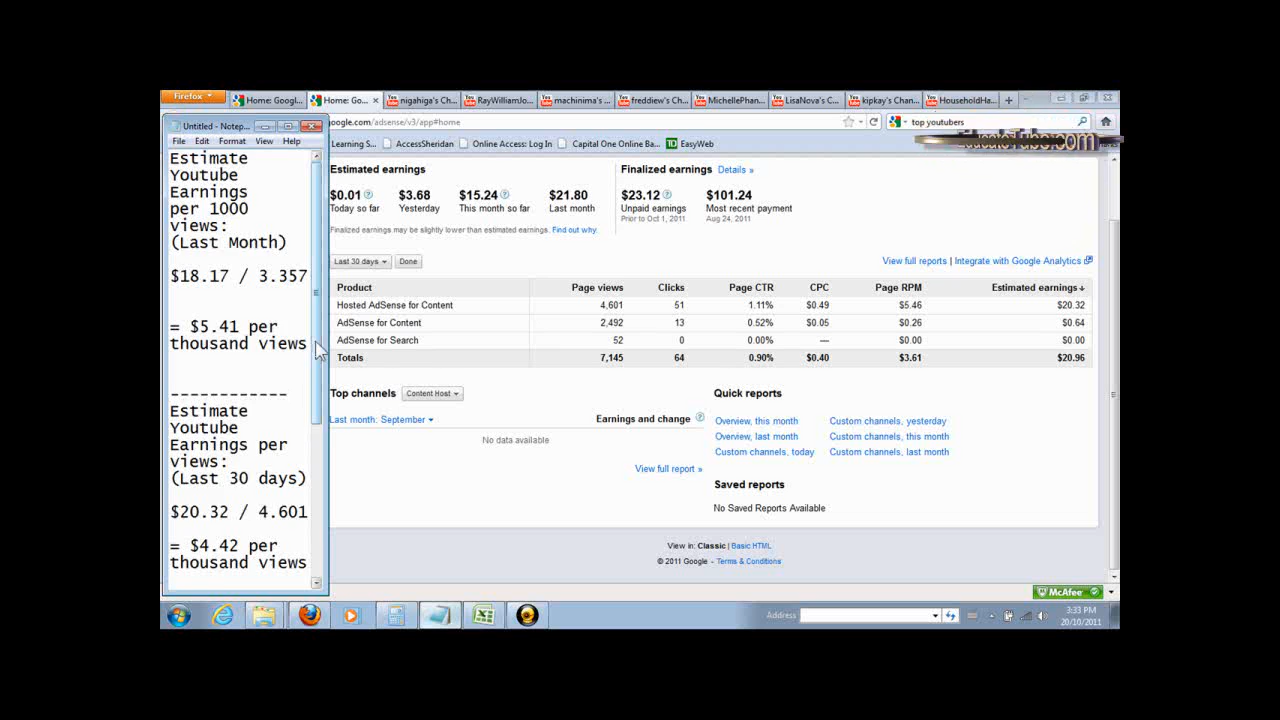 Firefox
Home: Googl...
Home: Go...
nigahiga's Ch...
RayWilliamJo...
machinima's ...
freddiew's Ch...
MichellePhan...
LisaNova's C...
kipkay's Chan...
HouseholdHa...
google.com/adsense/v3/app#home
top youtubers
EducateTube.com
Learning S...
AccessSheridan
Online Access: Log In
Capital One Online Ba...
TD EasyWeb
Untitled - Notep...
File Edit Format View Help
Estimate
Youtube
Earnings
per 1000
views:
(Last Month)
$18.17 / 3.357
= $5.41 per
thousand views
------------
Estimate
Youtube
Earnings per
views:
(Last 30 days)
$20.32 / 4.601
= $4.42 per
thousand views
Estimated earnings
$0.01 $3.68 $15.24 $21.80
Today so far Yesterday This month so far Last month
Finalized earnings may be slightly lower than estimated earnings. Find out why.
Finalized earnings Details »
$23.12 $101.24
Unpaid earnings Most recent payment
Prior to Oct 1, 2011 Aug 24, 2011
Last 30 days Done
View full reports | Integrate with Google Analytics
Product Page views Clicks Page CTR CPC Page RPM Estimated earnings↓
Hosted AdSense for Content 4,601 51 1.11% $0.49 $5.46 $20.32
AdSense for Content 2,492 13 0.52% $0.05 $0.26 $0.64
AdSense for Search 52 0 0.00% — $0.00 $0.00
Totals 7,145 64 0.90% $0.40 $3.61 $20.96
Top channels Content Host
Last month: September
Earnings and change
No data available
View full report »
Quick reports
Overview, this month Custom channels, yesterday
Overview, last month Custom channels, this month
Custom channels, today Custom channels, last month
Saved reports
No Saved Reports Available
View in: Classic | Basic HTML
© 2011 Google - Terms & Conditions
McAfee
Address
3:33 PM
20/10/2011